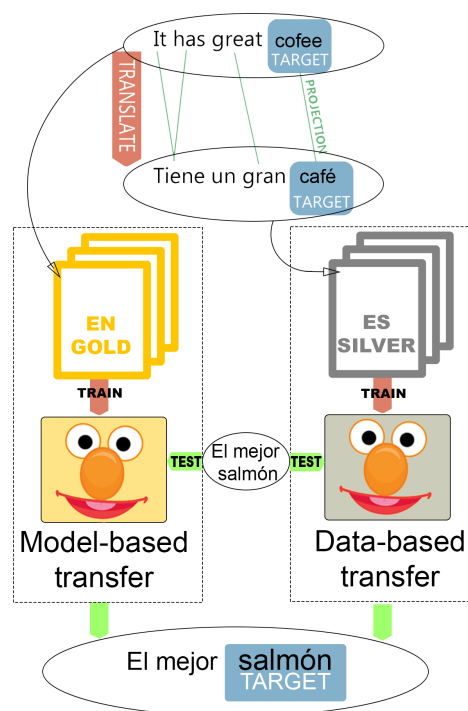 It has great cofee
TARGET
TRANSLATE
PROJECTION
Tiene un gran café
TARGET
EN
GOLD
ES
SILVER
TRAIN
TRAIN
TEST
El mejor
salmón
TEST
Model-based
transfer
Data-based
transfer
El mejor salmón
TARGET